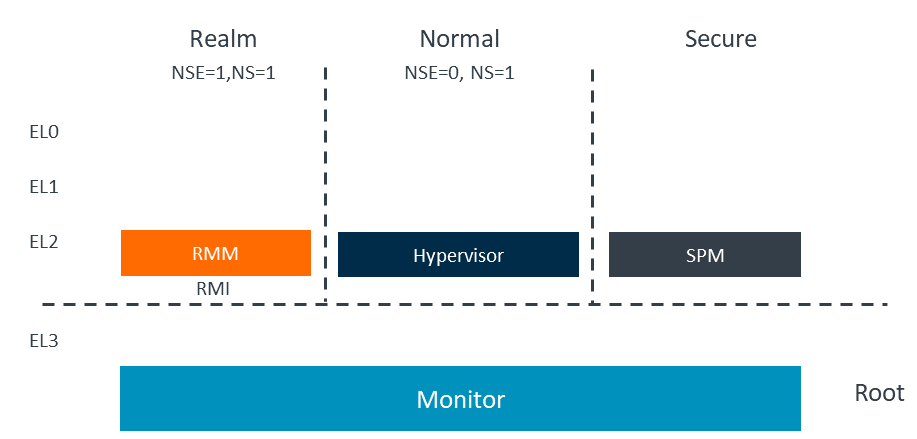 Realm Normal Secure
NSE=1,NS=1 NSE=0, NS=1
EL0
EL1
EL2
RMM Hypervisor SPM
RMI
EL3
Monitor Root